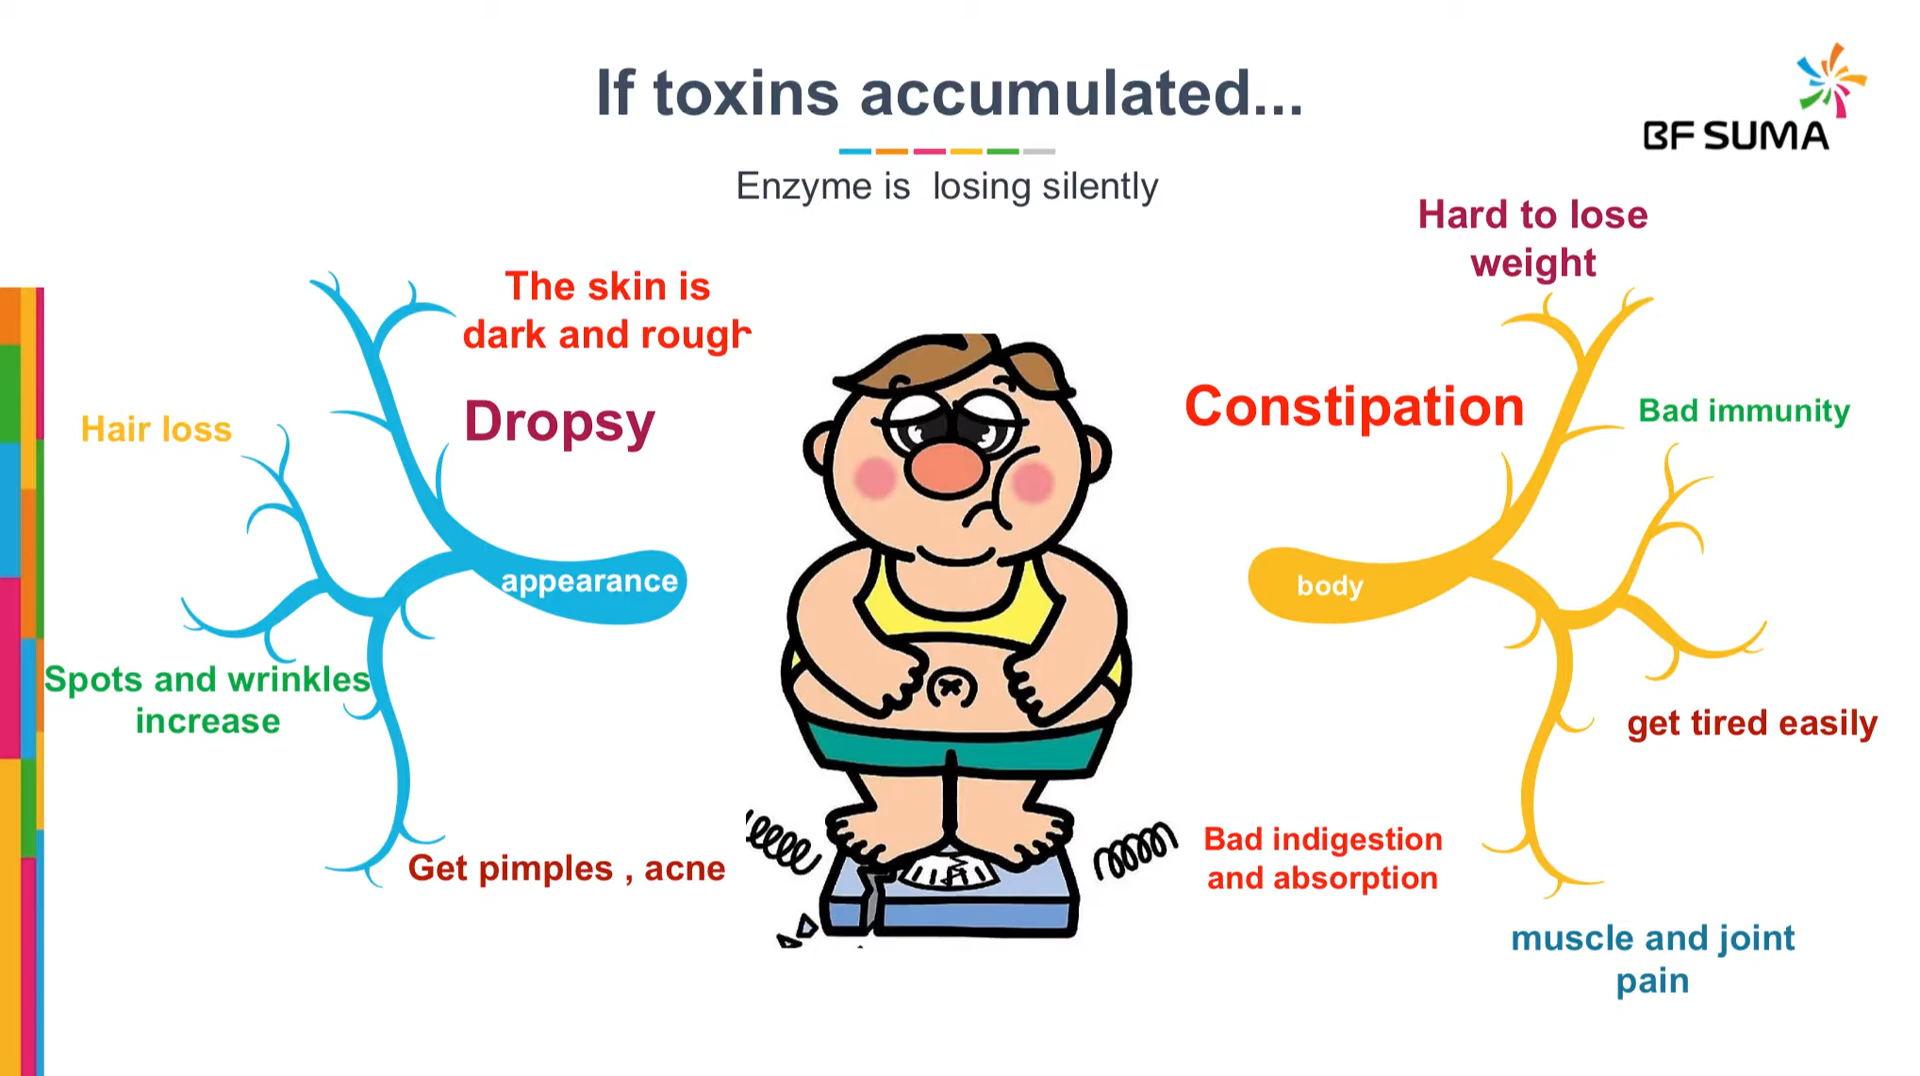 If toxins accumulated...
BF SUMA
Enzyme is losing silently
Hard to lose
weight
The skin is
dark and rough
Dropsy
Constipation
Hair loss
Bad immunity
appearance
body
Spots and wrinkles
increase
get tired easily
Get pimples , acne
Bad indigestion
and absorption
muscle and joint
pain